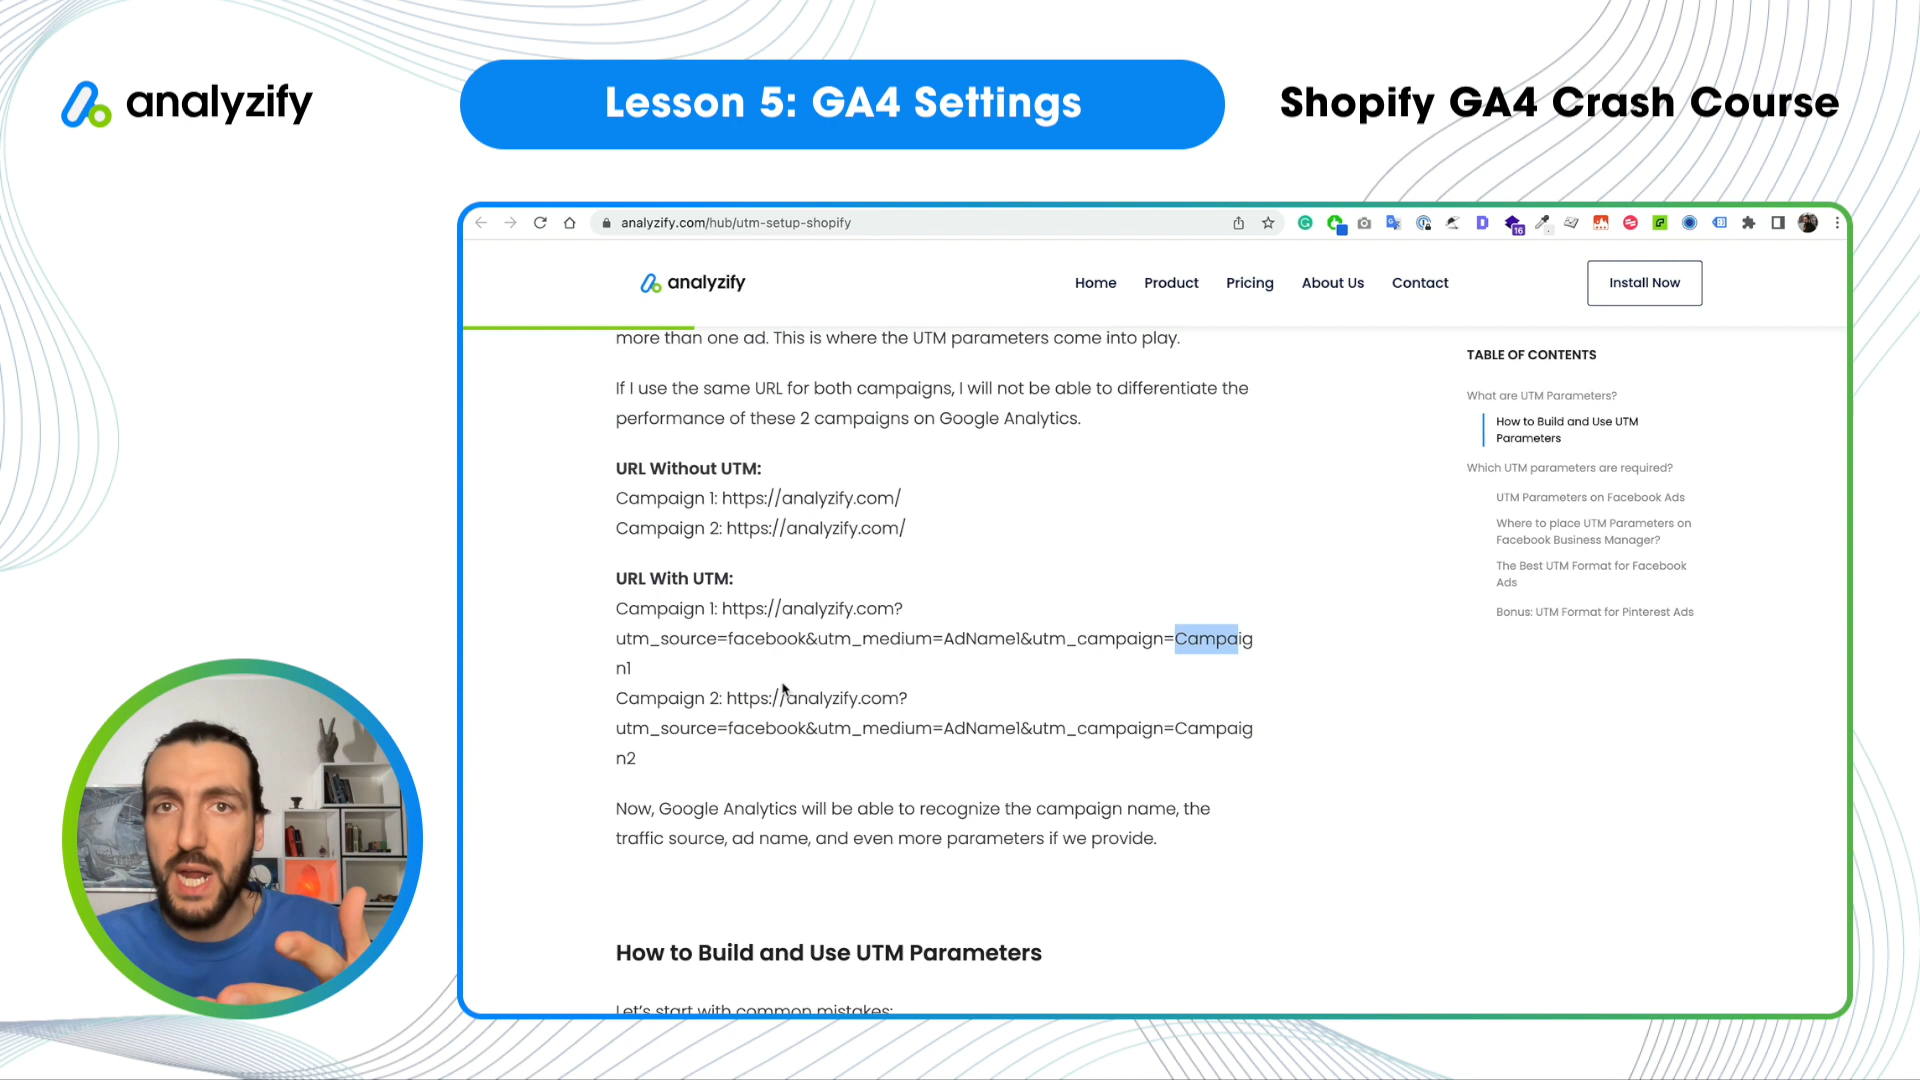 analyzify
Lesson 5: GA4 Settings
Shopify GA4 Crash Course
analyzify.com/hub/utm-setup-shopify
16
analyzify
Home
Product
Pricing
About Us
Contact
Install Now
more than one ad. This is where the UTM parameters come into play.
If I use the same URL for both campaigns, I will not be able to differentiate the
performance of these 2 campaigns on Google Analytics.
URL Without UTM:
Campaign 1: https://analyzify.com/
Campaign 2: https://analyzify.com/
URL With UTM:
Campaign 1: https://analyzify.com?
utm_source=facebook&utm_medium=AdName1&utm_campaign=Campaig
n1
Campaign 2: https://analyzify.com?
utm_source=facebook&utm_medium=AdName1&utm_campaign=Campaig
n2
Now, Google Analytics will be able to recognize the campaign name, the
traffic source, ad name, and even more parameters if we provide.
How to Build and Use UTM Parameters
Let's start with common mistakes:
TABLE OF CONTENTS
What are UTM Parameters?
How to Build and Use UTM
Parameters
Which UTM parameters are required?
UTM Parameters on Facebook Ads
Where to place UTM Parameters on
Facebook Business Manager?
The Best UTM Format for Facebook
Ads
Bonus: UTM Format for Pinterest Ads